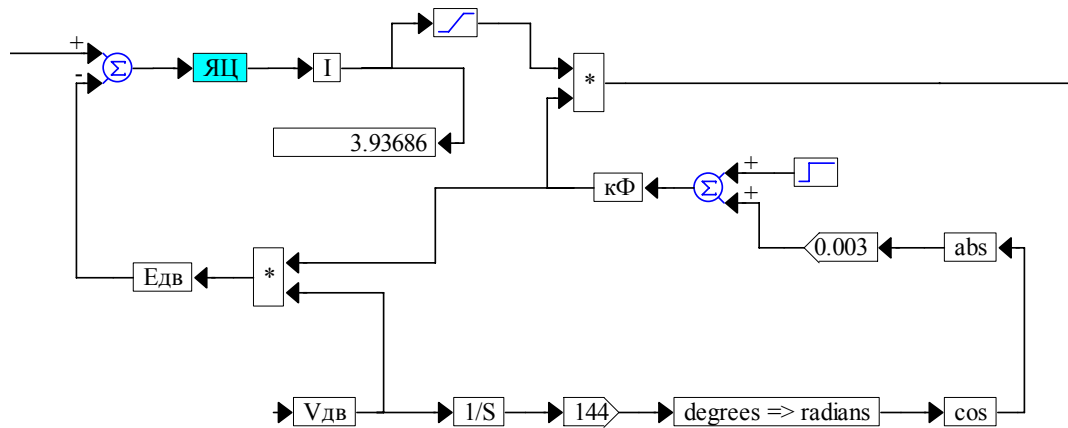 +
Σ
ЯЦ
I
*
-
3.93686
кФ
Σ
+
+
0.003
abs
Eдв
*
Vдв
1/S
144
degrees => radians
cos